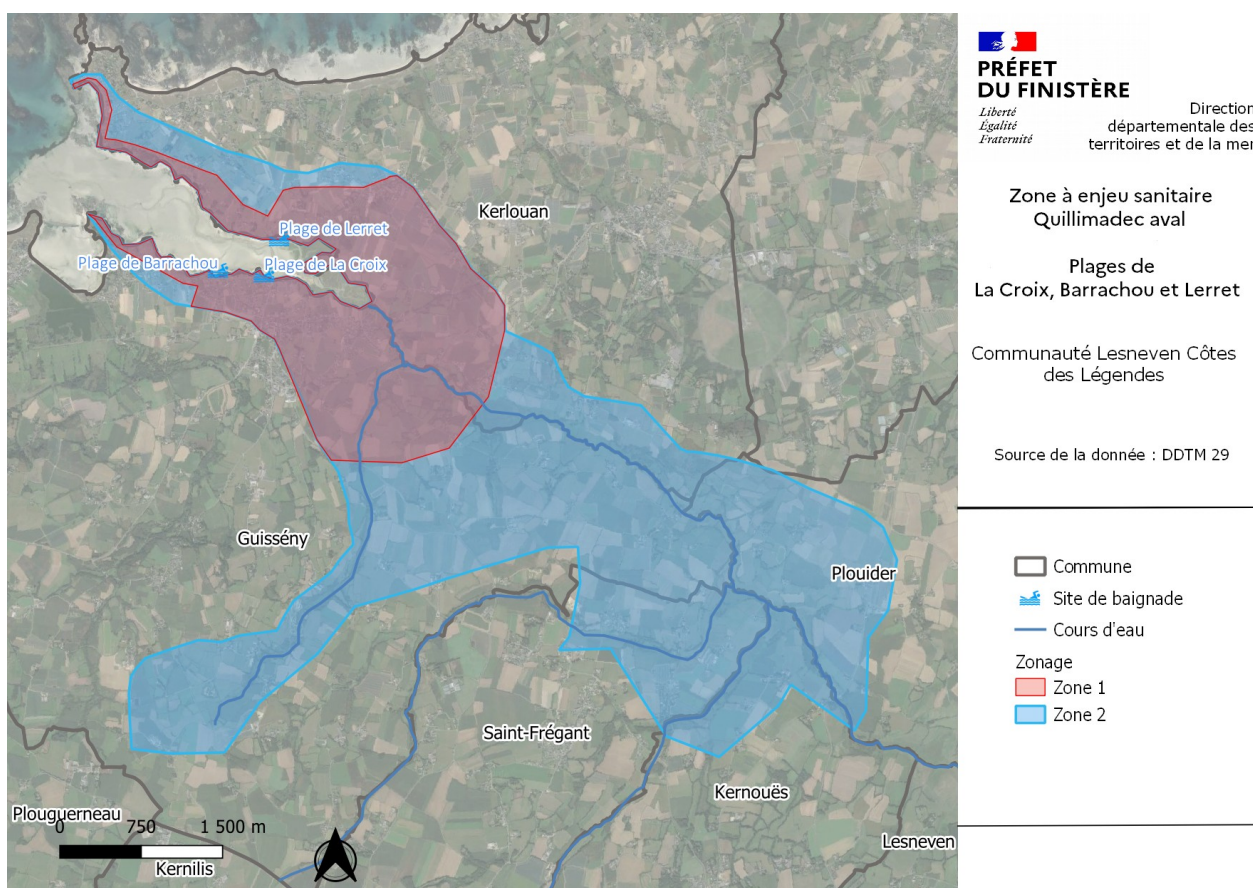 Kerlouan
Plage de Lerret
Plage de Barrachou
Plage de La Croix
Guissény
Plouider
Saint-Frégant
Kernouës
Plouguerneau
Lesneven
Kernilis
0 750 1 500 m
PRÉFET
DU FINISTÈRE
Liberté
Égalité
Fraternité
Direction
départementale des
territoires et de la mer
Zone à enjeu sanitaire
Quillimadec aval
Plages de
La Croix, Barrachou et Lerret
Communauté Lesneven Côtes
des Légendes
Source de la donnée : DDTM 29
Commune
Site de baignade
Cours d'eau
Zonage
Zone 1
Zone 2